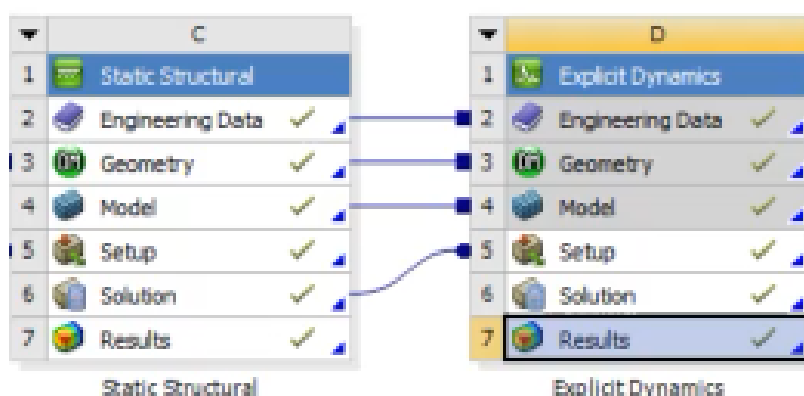 C
1 Static Structural
2 Engineering Data
3 Geometry
4 Model
5 Setup
6 Solution
7 Results
Static Structural
D
1 Explicit Dynamics
2 Engineering Data
3 Geometry
4 Model
5 Setup
6 Solution
7 Results
Explicit Dynamics